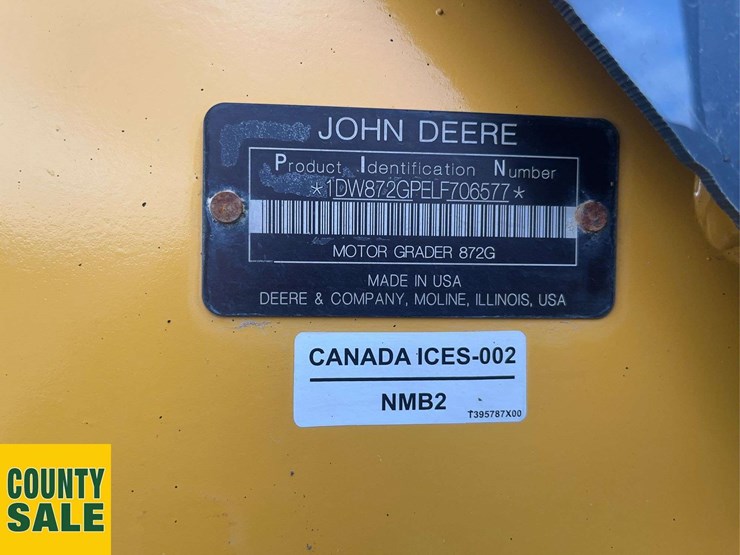 JOHN DEERE
Product Identification Number
*1DW872GPELF706577*
MOTOR GRADER 872G
MADE IN USA
DEERE & COMPANY, MOLINE, ILLINOIS, USA
CANADA ICES-002
NMB2
T395787X00
COUNTY
SALE